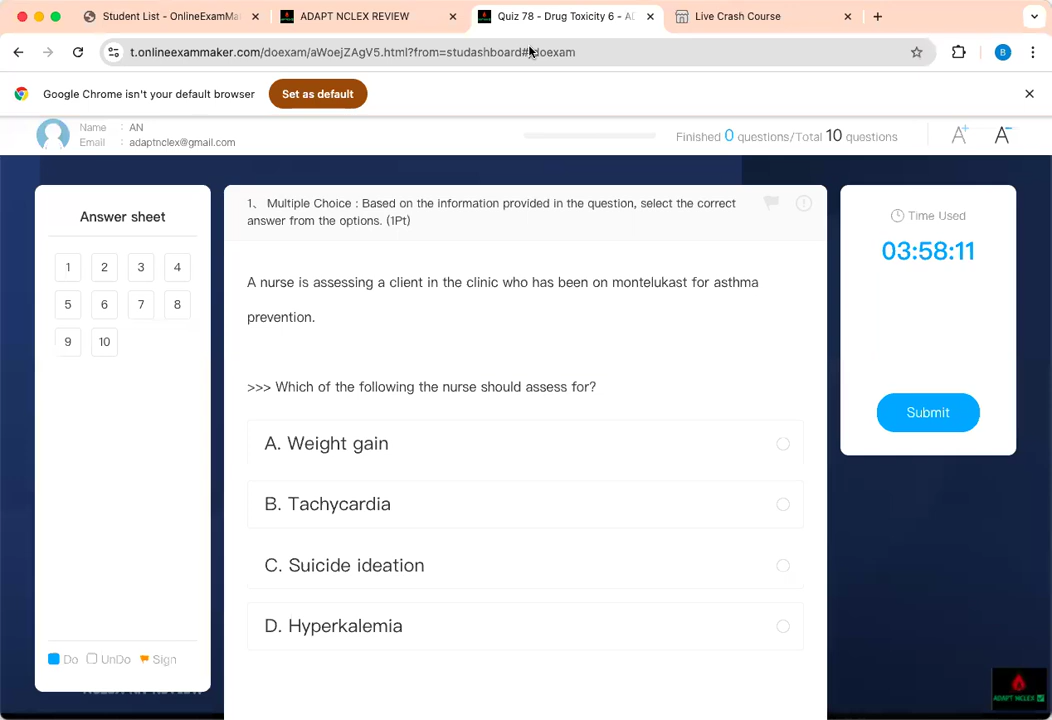 Student List - OnlineExamMa
ADAPT NCLEX REVIEW
Quiz 78 - Drug Toxicity 6 - AD
Live Crash Course
t.onlineexammaker.com/doexam/aWoejZAgV5.html?from=studashboard#/doexam
B
Google Chrome isn't your default browser
Set as default
Name : AN
Email : adaptnclex@gmail.com
Finished 0 questions/Total 10 questions
A+
A-
Answer sheet
1 2 3 4
5 6 7 8
9 10
Do UnDo Sign
1、 Multiple Choice : Based on the information provided in the question, select the correct
answer from the options. (1Pt)
A nurse is assessing a client in the clinic who has been on montelukast for asthma
prevention.
>>> Which of the following the nurse should assess for?
A. Weight gain
B. Tachycardia
C. Suicide ideation
D. Hyperkalemia
Time Used
03:58:11
Submit
ADAPT NCLEX